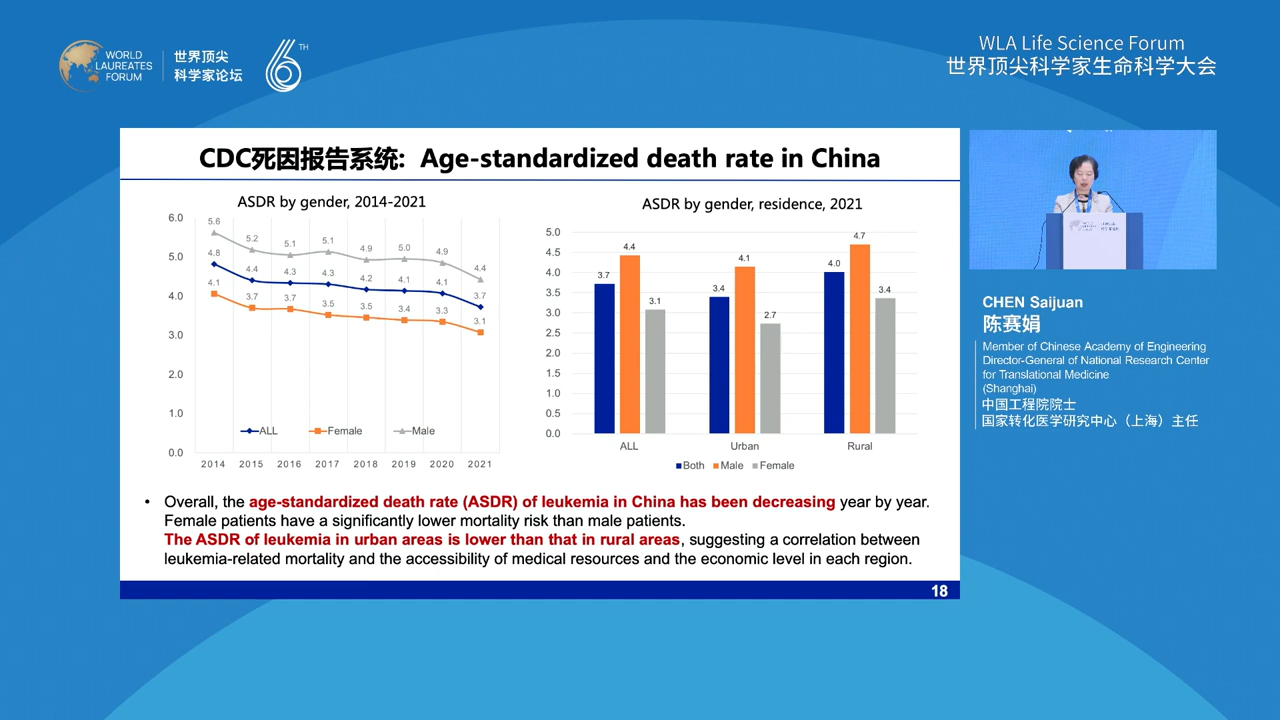 WORLD
LAUREATES
FORUM
世界顶尖
科学家论坛
6TH
WLA Life Science Forum
世界顶尖科学家生命科学大会
CDC死因报告系统: Age-standardized death rate in China
ASDR by gender, 2014-2021
6.0
5.0
4.0
3.0
2.0
1.0
0.0
5.6 5.2 5.1 5.1 4.9 5.0 4.9 4.4
4.8 4.4 4.3 4.3 4.2 4.1 4.1 3.7
4.1 3.7 3.7 3.5 3.5 3.4 3.3 3.1
ALL Female Male
2014 2015 2016 2017 2018 2019 2020 2021
ASDR by gender, residence, 2021
5.0
4.5
4.0
3.5
3.0
2.5
2.0
1.5
1.0
0.5
0.0
3.7 4.4 3.1 3.4 4.1 2.7 4.0 4.7 3.4
ALL Urban Rural
Both Male Female
• Overall, the age-standardized death rate (ASDR) of leukemia in China has been decreasing year by year.
Female patients have a significantly lower mortality risk than male patients.
The ASDR of leukemia in urban areas is lower than that in rural areas, suggesting a correlation between
leukemia-related mortality and the accessibility of medical resources and the economic level in each region.
18
CHEN Saijuan
陈赛娟
Member of Chinese Academy of Engineering
Director-General of National Research Center
for Translational Medicine
(Shanghai)
中国工程院院士
国家转化医学研究中心（上海）主任